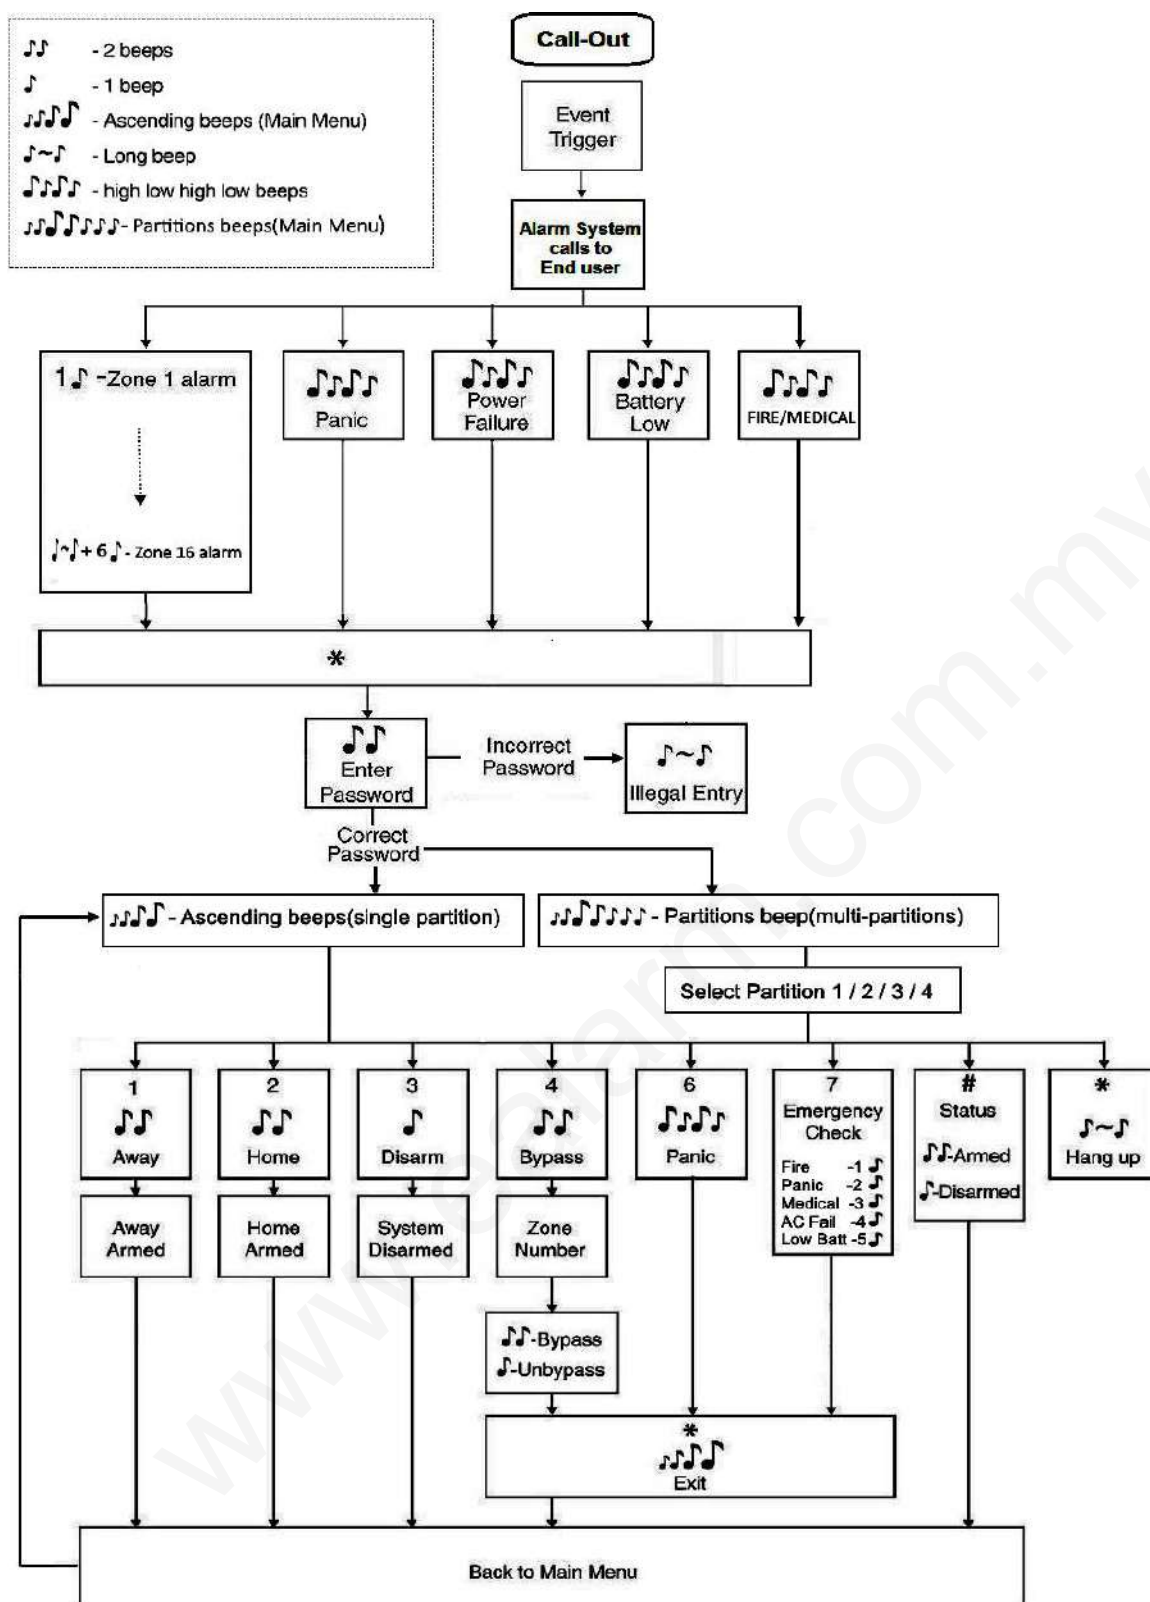 - 2 beeps
- 1 beep
- Ascending beeps (Main Menu)
- Long beep
- high low high low beeps
- Partitions beeps(Main Menu)
Call-Out
Event
Trigger
Alarm System
calls to
End user
1 -Zone 1 alarm
~ + 6 - Zone 16 alarm
Panic
Power
Failure
Battery
Low
FIRE/MEDICAL
*
Enter
Password
Incorrect
Password
~
Illegal Entry
Correct
Password
- Ascending beeps(single partition)
- Partitions beep(multi-partitions)
Select Partition 1 / 2 / 3 / 4
1
Away
2
Home
3
Disarm
4
Bypass
6
Panic
7
Emergency
Check
Fire -1
Panic -2
Medical -3
AC Fail -4
Low Batt -5
#
Status
-Armed
-Disarmed
*
~
Hang up
Away
Armed
Home
Armed
System
Disarmed
Zone
Number
-Bypass
-Unbypass
*
Exit
Back to Main Menu
www.ealarm.com.my